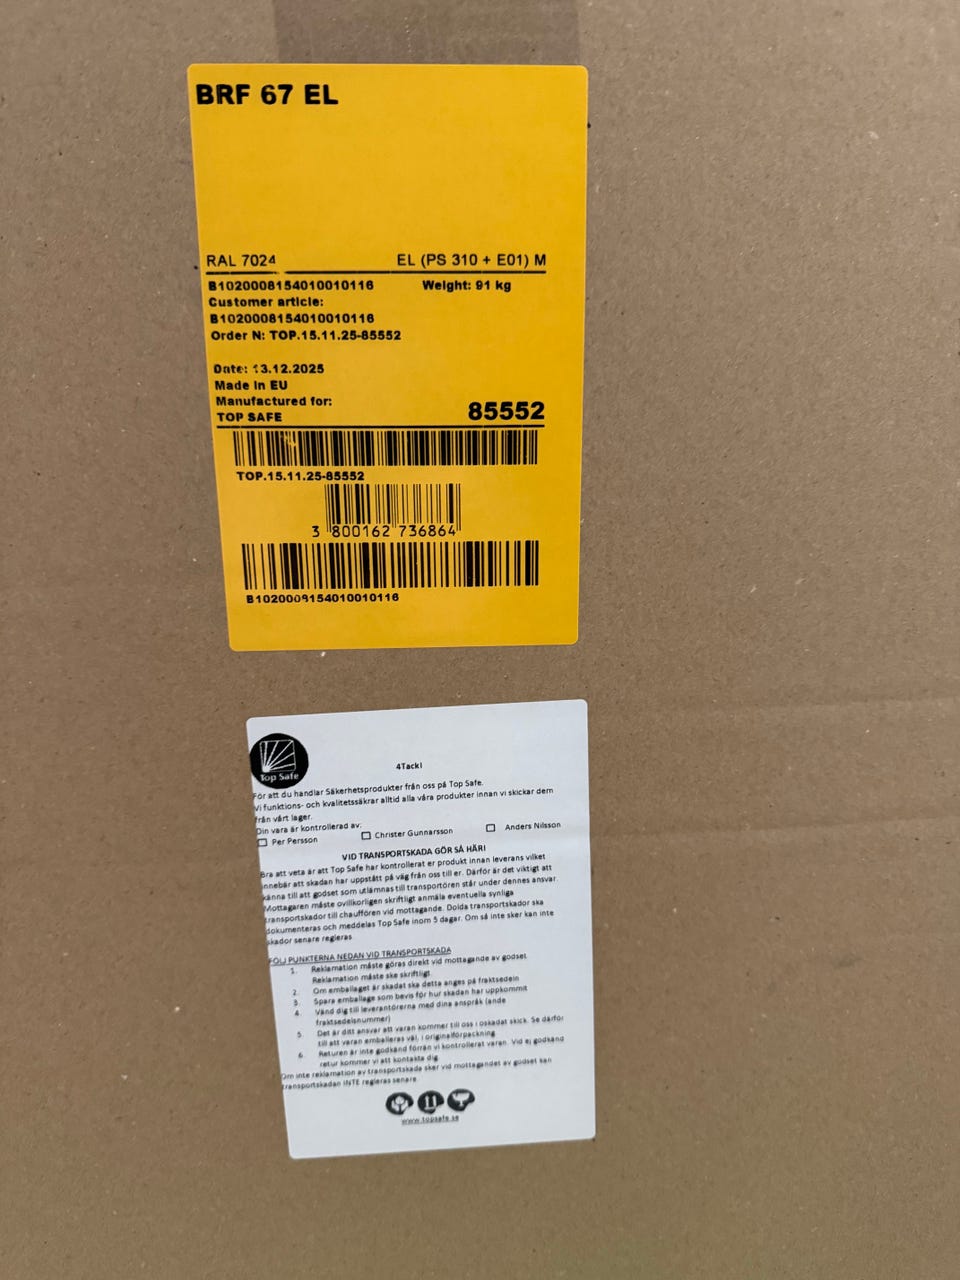 BRF 67 EL
RAL 7024 EL (PS 310 + E01) M
B1020008154010010116 Weight: 91 kg
Customer article:
B1020008154010010116
Order N: TOP.15.11.25-85552
Date: 13.12.2025
Made in EU
Manufactured for:
TOP SAFE 85552
TOP.15.11.25-85552
3 800162 736864
B1020008154010010116
Top Safe
4Tack!
För att du handlar Säkerhetsprodukter från oss på Top Safe.
Vi funktions- och kvalitetssäkrar alltid alla våra produkter innan vi skickar dem
från vårt lager.
Din vara är kontrollerad av:
Per Persson Christer Gunnarsson Anders Nilsson
VID TRANSPORTSKADA GÖR SÅ HÄR!
Bra att veta är att Top Safe har kontrollerat er produkt innan leverans vilket
innebär att skadan har uppstått på väg från oss till er. Därför är det viktigt att
känna till att godset som utlämnas till transportören står under dennes ansvar.
Mottagaren måste ovillkorligen skriftligt anmäla eventuella synliga
transportskador till chauffören vid mottagande. Dolda transportskador ska
dokumenteras och meddelas Top Safe inom 5 dagar. Om så inte sker kan inte
skador senare regleras
FÖLJ PUNKTERNA NEDAN VID TRANSPORTSKADA
1. Reklamation måste göras direkt vid mottagande av godset
Reklamation måste ske skriftligt.
2. Om emballaget är skadat ska detta anges på fraktsedeln
3. Spara emballage som bevis för hur skadan har uppkommit
4. Vänd dig till leverantörerna med dina anspråk (ande
fraktsedelsnummer)
5. Det är ditt ansvar att varan kommer till oss i oskadat skick. Se därför
till att varan emballeras väl, i originalförpackning
6. Returen är inte godkänd förrän vi kontrollerat varan. Vid ej godkänd
retur kommer vi att kontakta dig.
Om inte reklamation av transportskada sker vid mottagandet av godset kan
transportskadan INTE regleras senare
www.topsafe.se